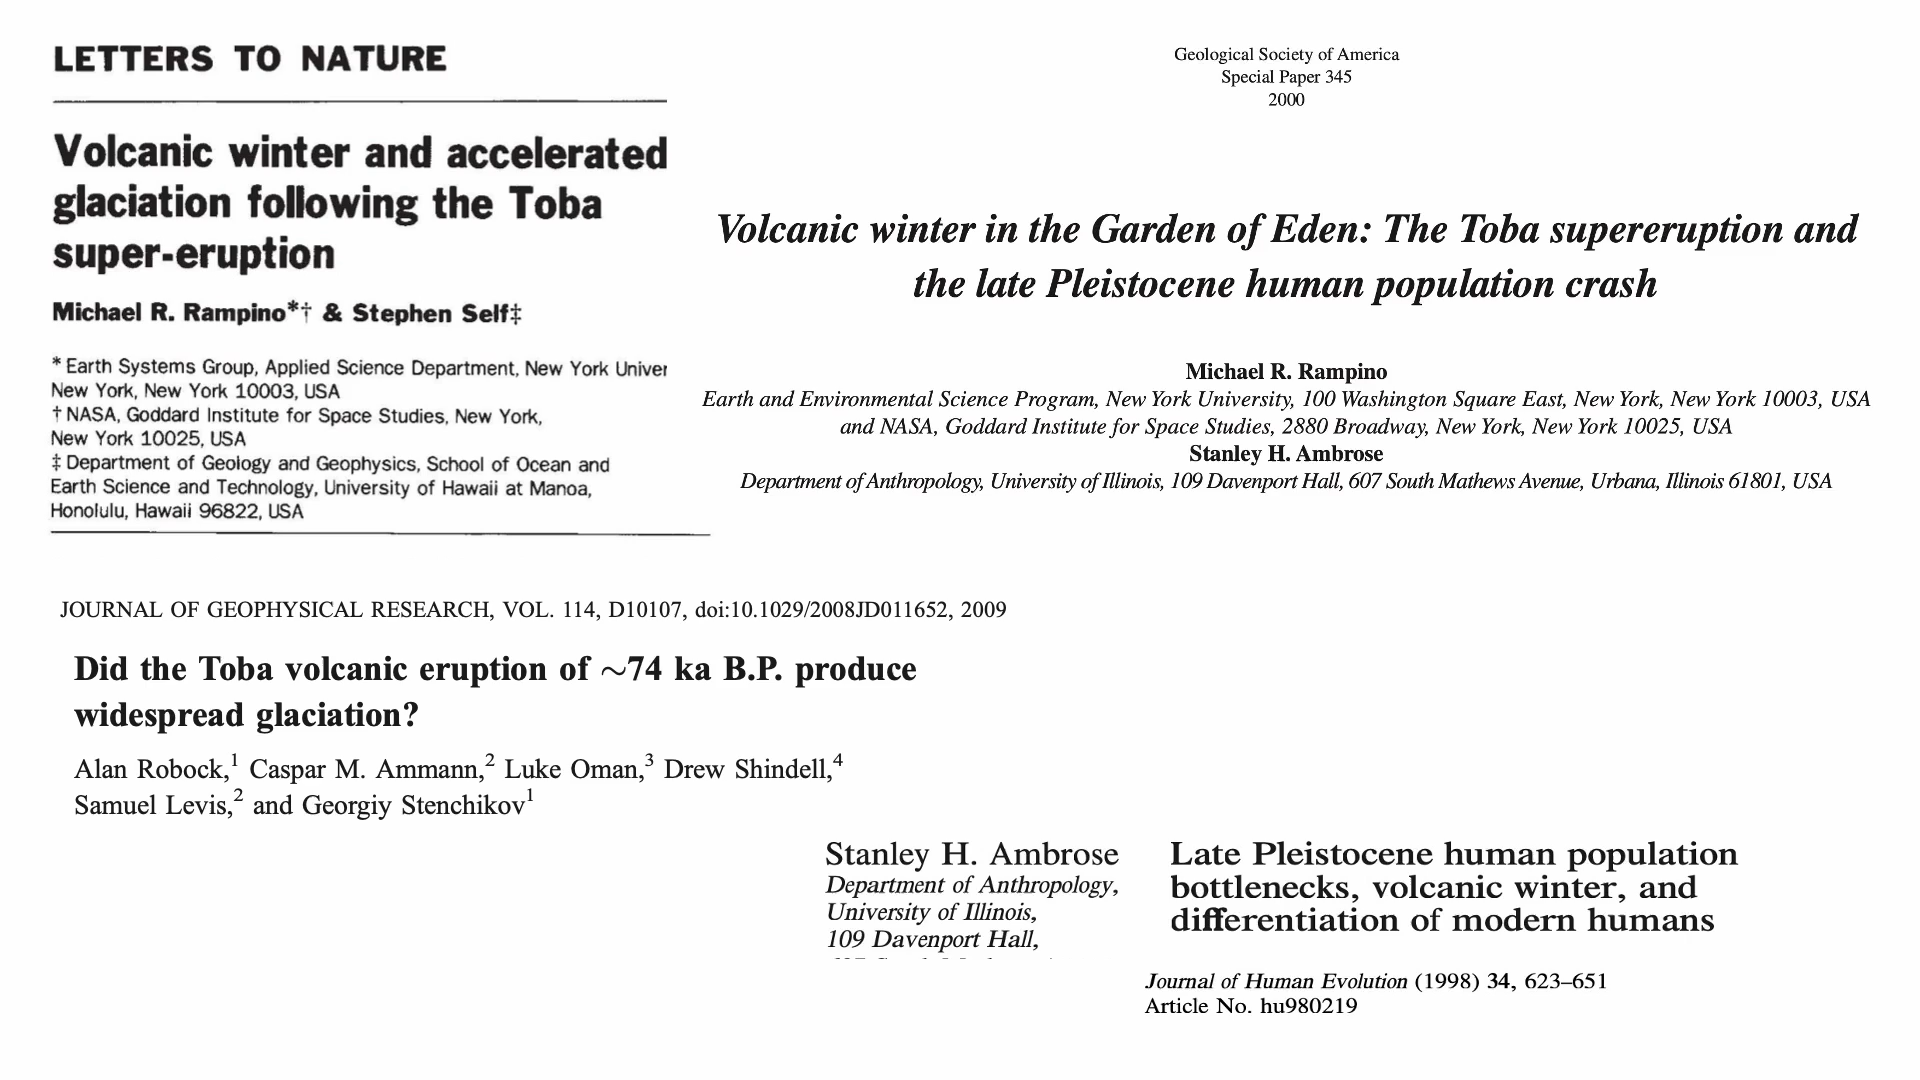 LETTERS TO NATURE
Volcanic winter and accelerated
glaciation following the Toba
super-eruption
Michael R. Rampino*† & Stephen Self‡
* Earth Systems Group, Applied Science Department, New York Univer
New York, New York 10003, USA
† NASA, Goddard Institute for Space Studies, New York,
New York 10025, USA
‡ Department of Geology and Geophysics, School of Ocean and
Earth Science and Technology, University of Hawaii at Manoa,
Honolulu, Hawaii 96822, USA
Geological Society of America
Special Paper 345
2000
Volcanic winter in the Garden of Eden: The Toba supereruption and
the late Pleistocene human population crash
Michael R. Rampino
Earth and Environmental Science Program, New York University, 100 Washington Square East, New York, New York 10003, USA
and NASA, Goddard Institute for Space Studies, 2880 Broadway, New York, New York 10025, USA
Stanley H. Ambrose
Department of Anthropology, University of Illinois, 109 Davenport Hall, 607 South Mathews Avenue, Urbana, Illinois 61801, USA
JOURNAL OF GEOPHYSICAL RESEARCH, VOL. 114, D10107, doi:10.1029/2008JD011652, 2009
Did the Toba volcanic eruption of ~74 ka B.P. produce
widespread glaciation?
Alan Robock,1 Caspar M. Ammann,2 Luke Oman,3 Drew Shindell,4
Samuel Levis,2 and Georgiy Stenchikov1
Stanley H. Ambrose
Department of Anthropology,
University of Illinois,
109 Davenport Hall,
Late Pleistocene human population
bottlenecks, volcanic winter, and
differentiation of modern humans
Journal of Human Evolution (1998) 34, 623–651
Article No. hu980219